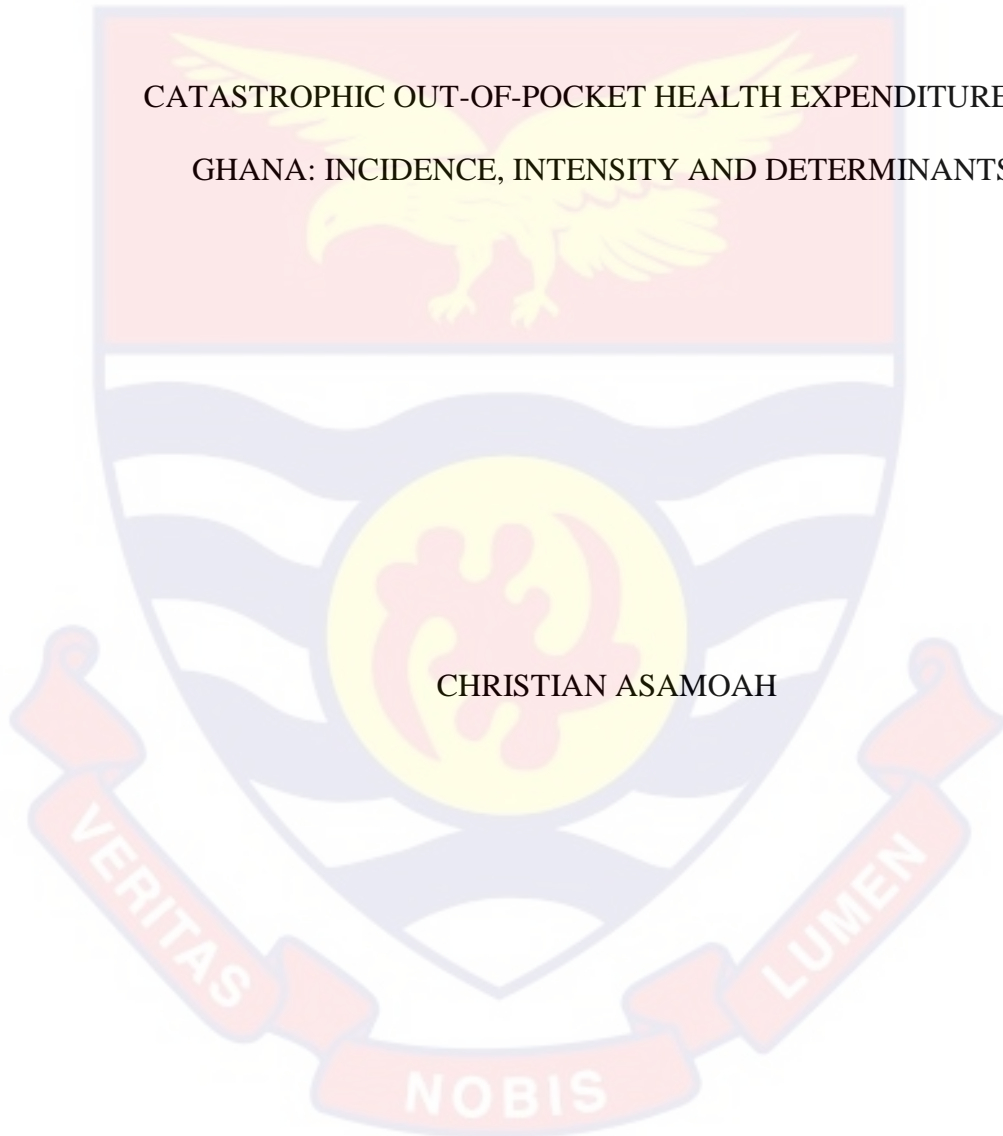 CATASTROPHIC OUT-OF-POCKET HEALTH EXPENDITURE
GHANA: INCIDENCE, INTENSITY AND DETERMINANTS
CHRISTIAN ASAMOAH
VERITAS
NOBIS
LUMEN